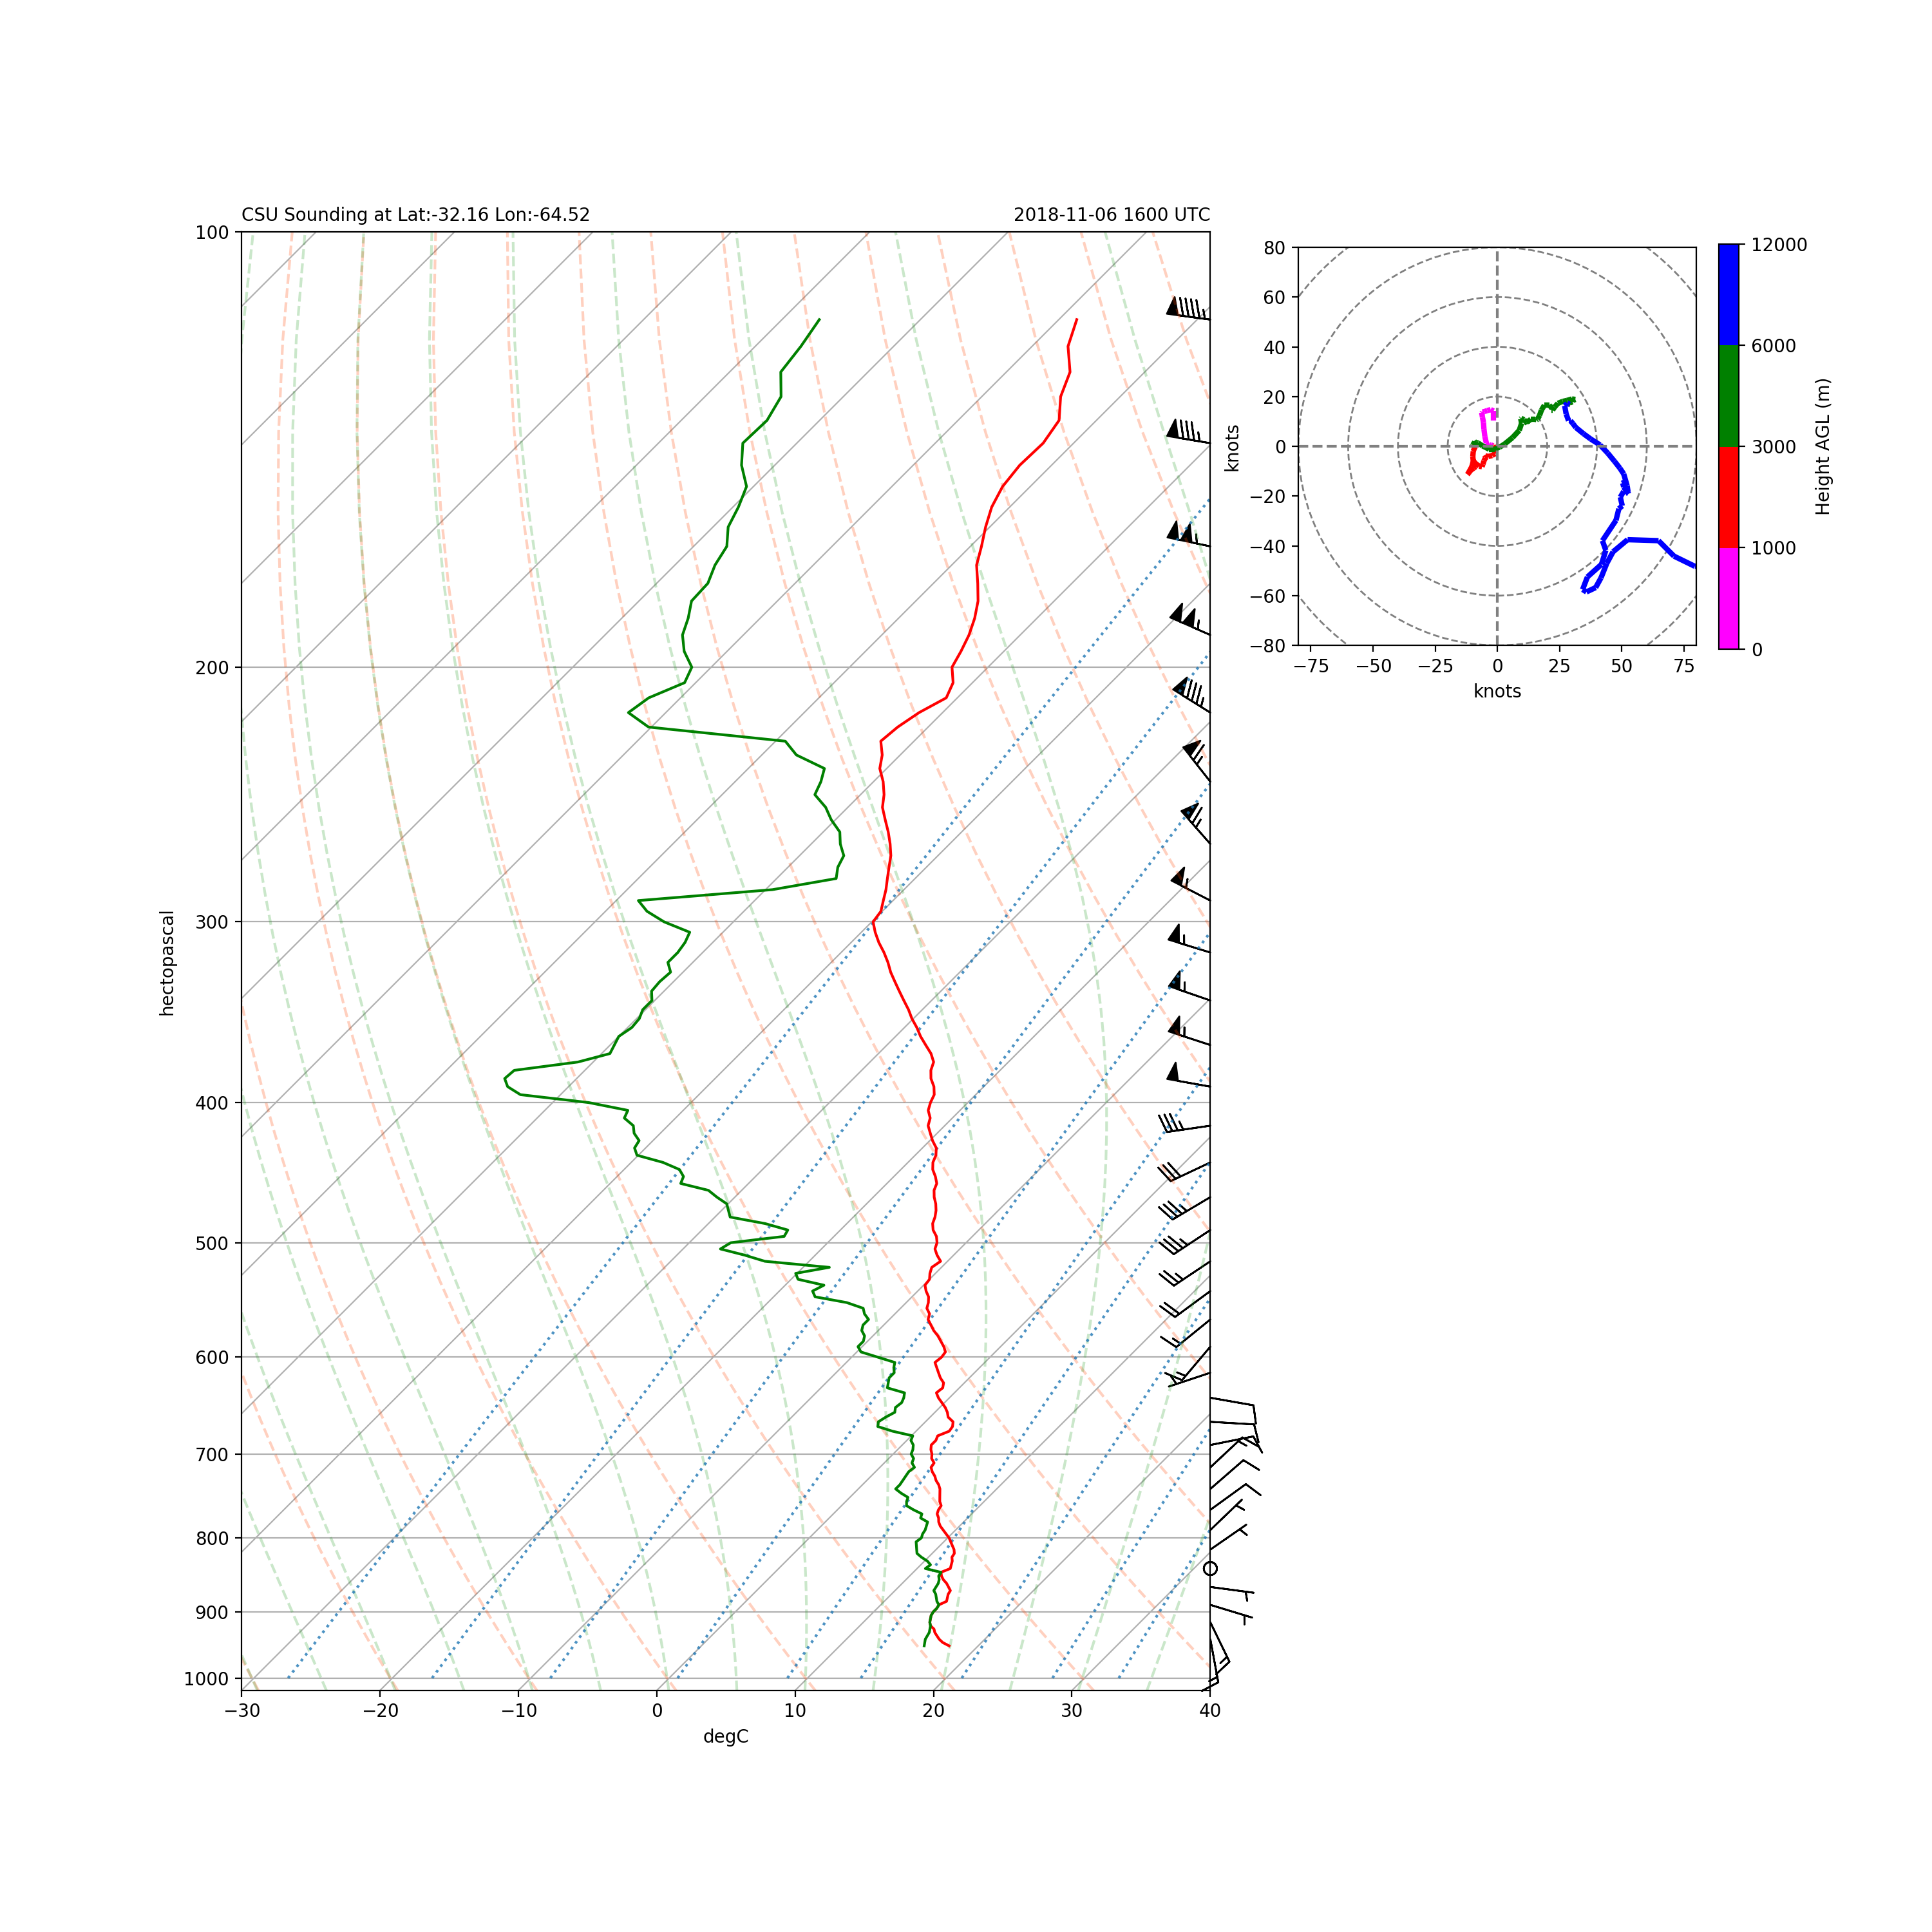 CSU Sounding at Lat:-32.16 Lon:-64.52
2018-11-06 1600 UTC
100
200
300
400
500
600
700
800
900
1000
hectopascal
−30 −20 −10 0 10 20 30 40
degC
80
60
40
20
0
−20
−40
−60
−80
knots
−75 −50 −25 0 25 50 75
knots
12000
6000
3000
1000
0
Height AGL (m)